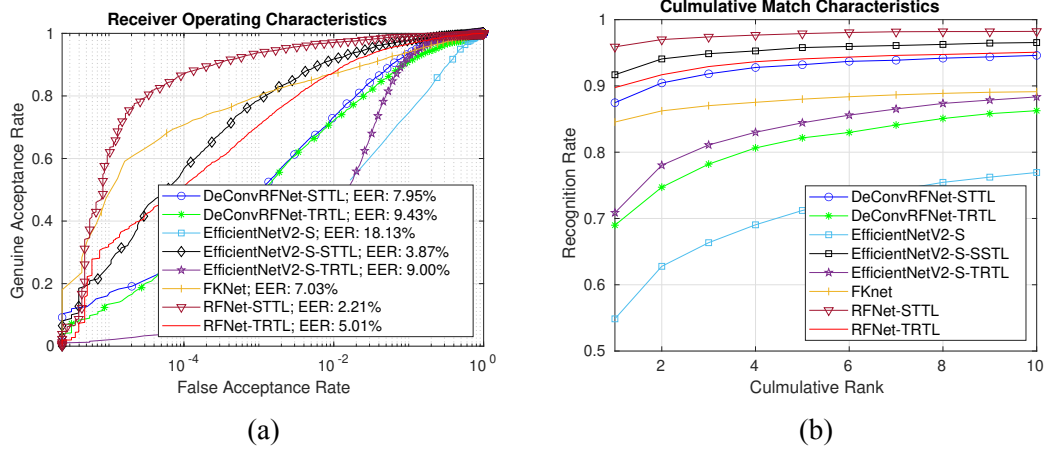 Receiver Operating Characteristics
1
0.8
0.6
0.4
0.2
0
Genuine Acceptance Rate
DeConvRFNet-STTL; EER: 7.95%
DeConvRFNet-TRTL; EER: 9.43%
EfficientNetV2-S; EER: 18.13%
EfficientNetV2-S-STTL; EER: 3.87%
EfficientNetV2-S-TRTL; EER: 9.00%
FKNet; EER: 7.03%
RFNet-STTL; EER: 2.21%
RFNet-TRTL; EER: 5.01%
10-4 10-2 100
False Acceptance Rate
(a)
Culmulative Match Characteristics
1
0.9
0.8
0.7
0.6
0.5
Recognition Rate
DeConvRFNet-STTL
DeConvRFNet-TRTL
EfficientNetV2-S
EfficientNetV2-S-SSTL
EfficientNetV2-S-TRTL
FKnet
RFNet-STTL
RFNet-TRTL
2 4 6 8 10
Culmulative Rank
(b)